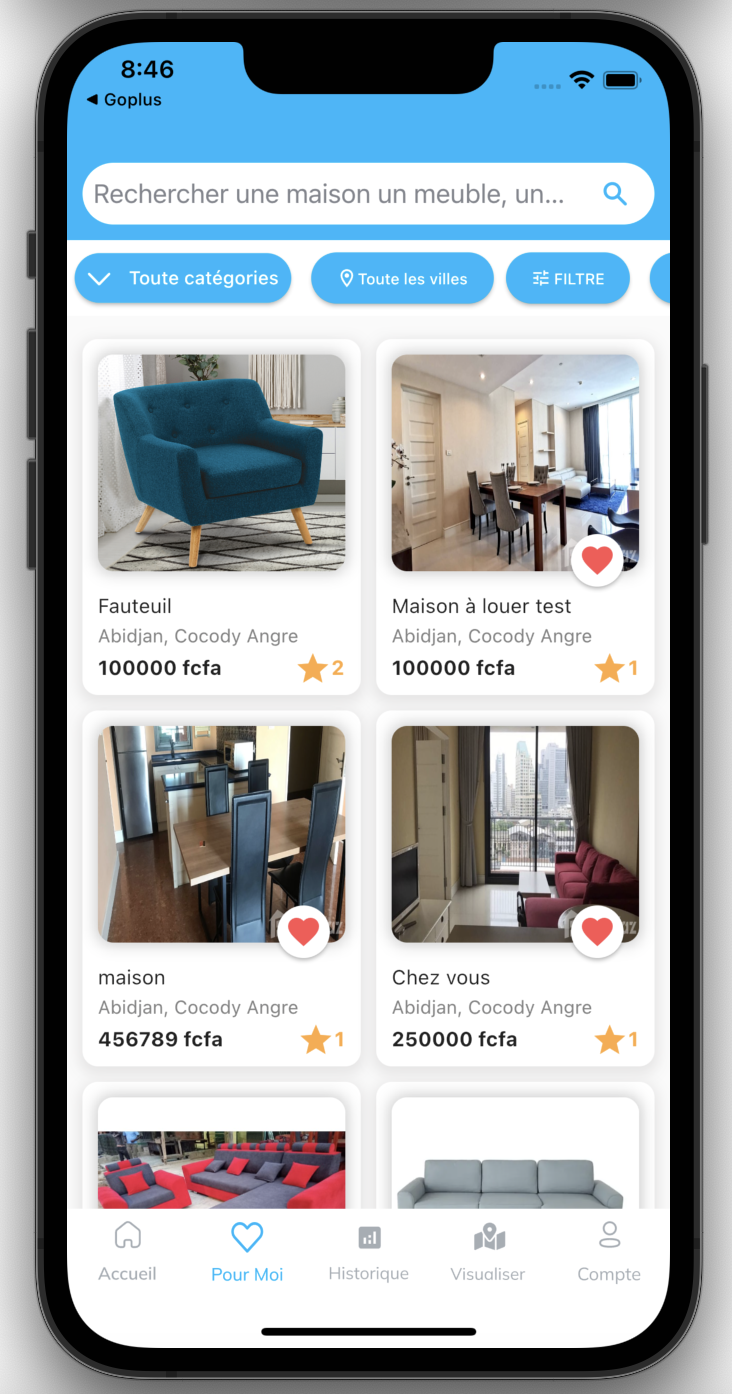 8:46
◀ Goplus
Rechercher une maison un meuble, un...
Toute catégories
Toute les villes
FILTRE
Fauteuil
Abidjan, Cocody Angre
100000 fcfa
2
Maison à louer test
Abidjan, Cocody Angre
100000 fcfa
1
maison
Abidjan, Cocody Angre
456789 fcfa
1
Chez vous
Abidjan, Cocody Angre
250000 fcfa
1
Accueil
Pour Moi
Historique
Visualiser
Compte